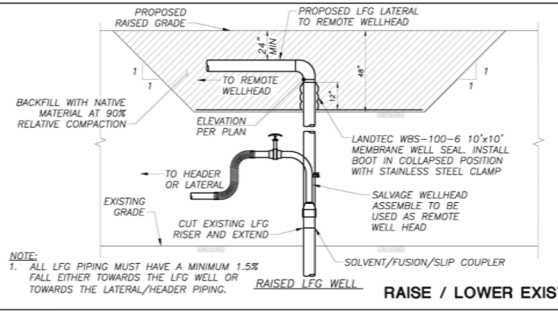 PROPOSED
RAISED GRADE
PROPOSED LFG LATERAL
TO REMOTE WELLHEAD
24"
MIN
48"
12"
1
1
1
1
TO REMOTE
WELLHEAD
BACKFILL WITH NATIVE
MATERIAL AT 90%
RELATIVE COMPACTION
ELEVATION
PER PLAN
LANDTEC WBS-100-6 10"x10"
MEMBRANE WELL SEAL. INSTALL
BOOT IN COLLAPSED POSITION
WITH STAINLESS STEEL CLAMP
TO HEADER
OR LATERAL
SALVAGE WELLHEAD
ASSEMBLE TO BE
USED AS REMOTE
WELL HEAD
EXISTING
GRADE
CUT EXISTING LFG
RISER AND EXTEND
SOLVENT/FUSION/SLIP COUPLER
NOTE:
1. ALL LFG PIPING MUST HAVE A MINIMUM 1.5%
FALL EITHER TOWARDS THE LFG WELL OR
TOWARDS THE LATERAL/HEADER PIPING.
RAISED LFG WELL
RAISE / LOWER EXIS